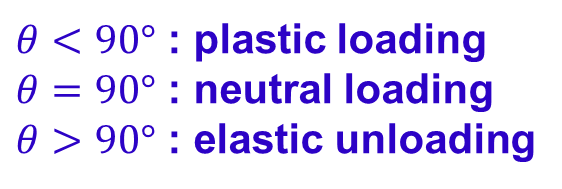 θ < 90° : plastic loading
θ = 90° : neutral loading
θ > 90° : elastic unloading